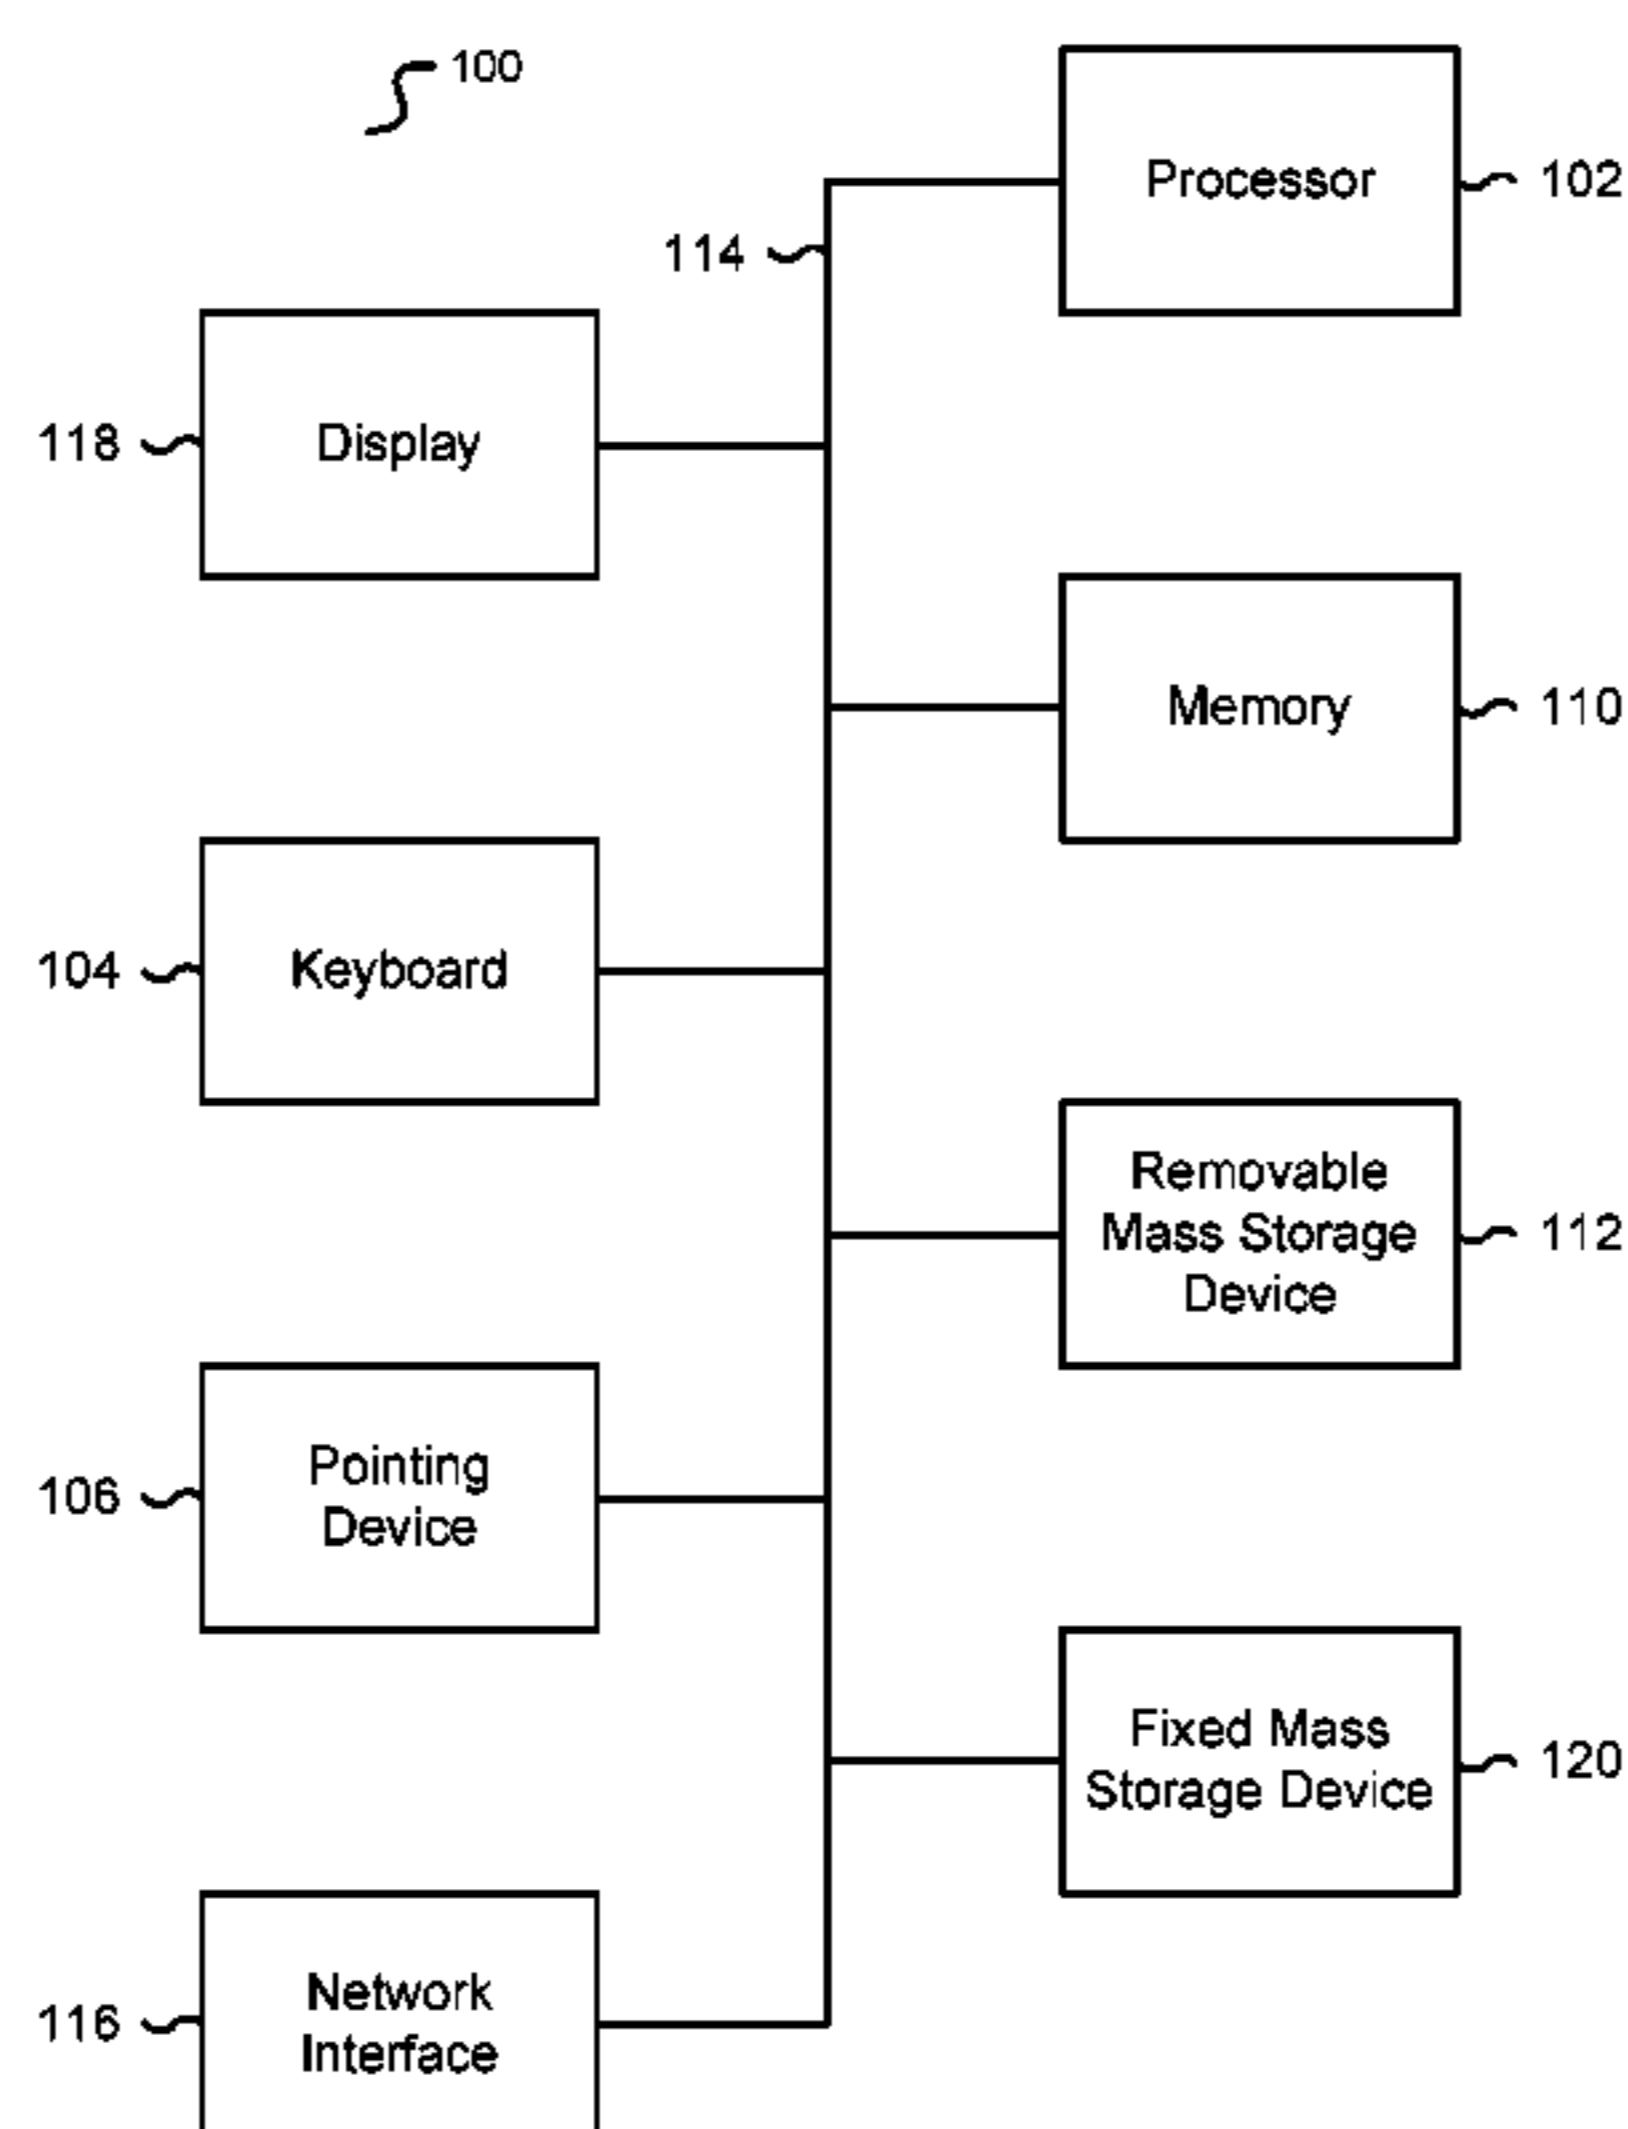 100
Processor
102
114
118
Display
Memory
110
104
Keyboard
Removable
Mass Storage
Device
112
106
Pointing
Device
Fixed Mass
Storage Device
120
116
Network
Interface